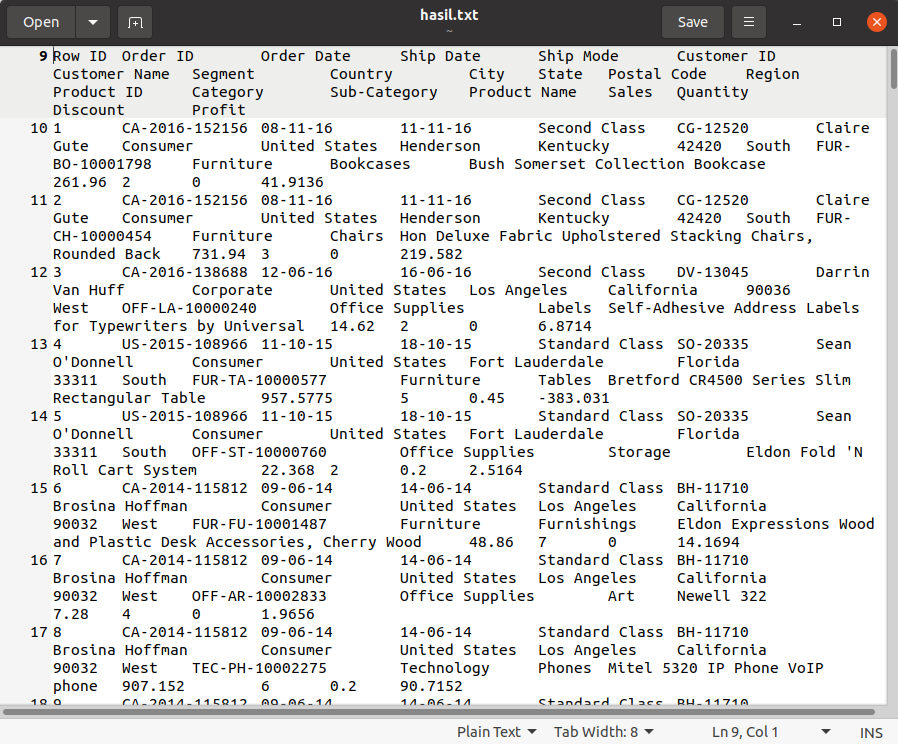 Open
hasil.txt
~
Save
9 Row ID Order ID Order Date Ship Date Ship Mode Customer ID
Customer Name Segment Country City State Postal Code Region
Product ID Category Sub-Category Product Name Sales Quantity
Discount Profit
10 1 CA-2016-152156 08-11-16 11-11-16 Second Class CG-12520 Claire
Gute Consumer United States Henderson Kentucky 42420 South FUR-
BO-10001798 Furniture Bookcases Bush Somerset Collection Bookcase
261.96 2 0 41.9136
11 2 CA-2016-152156 08-11-16 11-11-16 Second Class CG-12520 Claire
Gute Consumer United States Henderson Kentucky 42420 South FUR-
CH-10000454 Furniture Chairs Hon Deluxe Fabric Upholstered Stacking Chairs,
Rounded Back 731.94 3 0 219.582
12 3 CA-2016-138688 12-06-16 16-06-16 Second Class DV-13045 Darrin
Van Huff Corporate United States Los Angeles California 90036
West OFF-LA-10000240 Office Supplies Labels Self-Adhesive Address Labels
for Typewriters by Universal 14.62 2 0 6.8714
13 4 US-2015-108966 11-10-15 18-10-15 Standard Class SO-20335 Sean
O'Donnell Consumer United States Fort Lauderdale Florida
33311 South FUR-TA-10000577 Furniture Tables Bretford CR4500 Series Slim
Rectangular Table 957.5775 5 0.45 -383.031
14 5 US-2015-108966 11-10-15 18-10-15 Standard Class SO-20335 Sean
O'Donnell Consumer United States Fort Lauderdale Florida
33311 South OFF-ST-10000760 Office Supplies Storage Eldon Fold 'N
Roll Cart System 22.368 2 0.2 2.5164
15 6 CA-2014-115812 09-06-14 14-06-14 Standard Class BH-11710
Brosina Hoffman Consumer United States Los Angeles California
90032 West FUR-FU-10001487 Furniture Furnishings Eldon Expressions Wood
and Plastic Desk Accessories, Cherry Wood 48.86 7 0 14.1694
16 7 CA-2014-115812 09-06-14 14-06-14 Standard Class BH-11710
Brosina Hoffman Consumer United States Los Angeles California
90032 West OFF-AR-10002833 Office Supplies Art Newell 322
7.28 4 0 1.9656
17 8 CA-2014-115812 09-06-14 14-06-14 Standard Class BH-11710
Brosina Hoffman Consumer United States Los Angeles California
90032 West TEC-PH-10002275 Technology Phones Mitel 5320 IP Phone VoIP
phone 907.152 6 0.2 90.7152
18 9 CA-2014-115812 09-06-14 14-06-14 Standard Class BH-11710
Plain Text Tab Width: 8 Ln 9, Col 1 INS